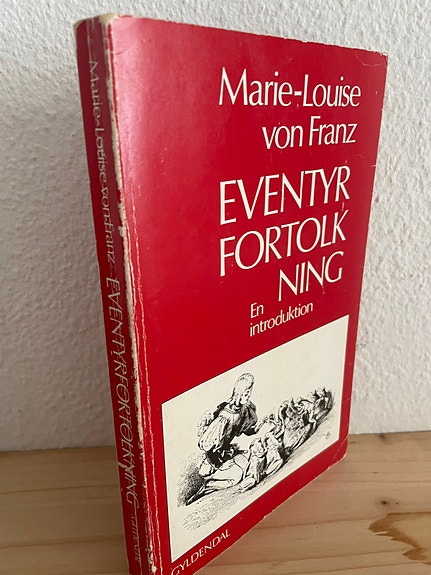 Marie-Louise
von Franz
EVENTYR
FORTOLK
NING
En
introduktion
GYLDENDAL
Marie-Louise von Franz EVENTYRFORTOLKNING